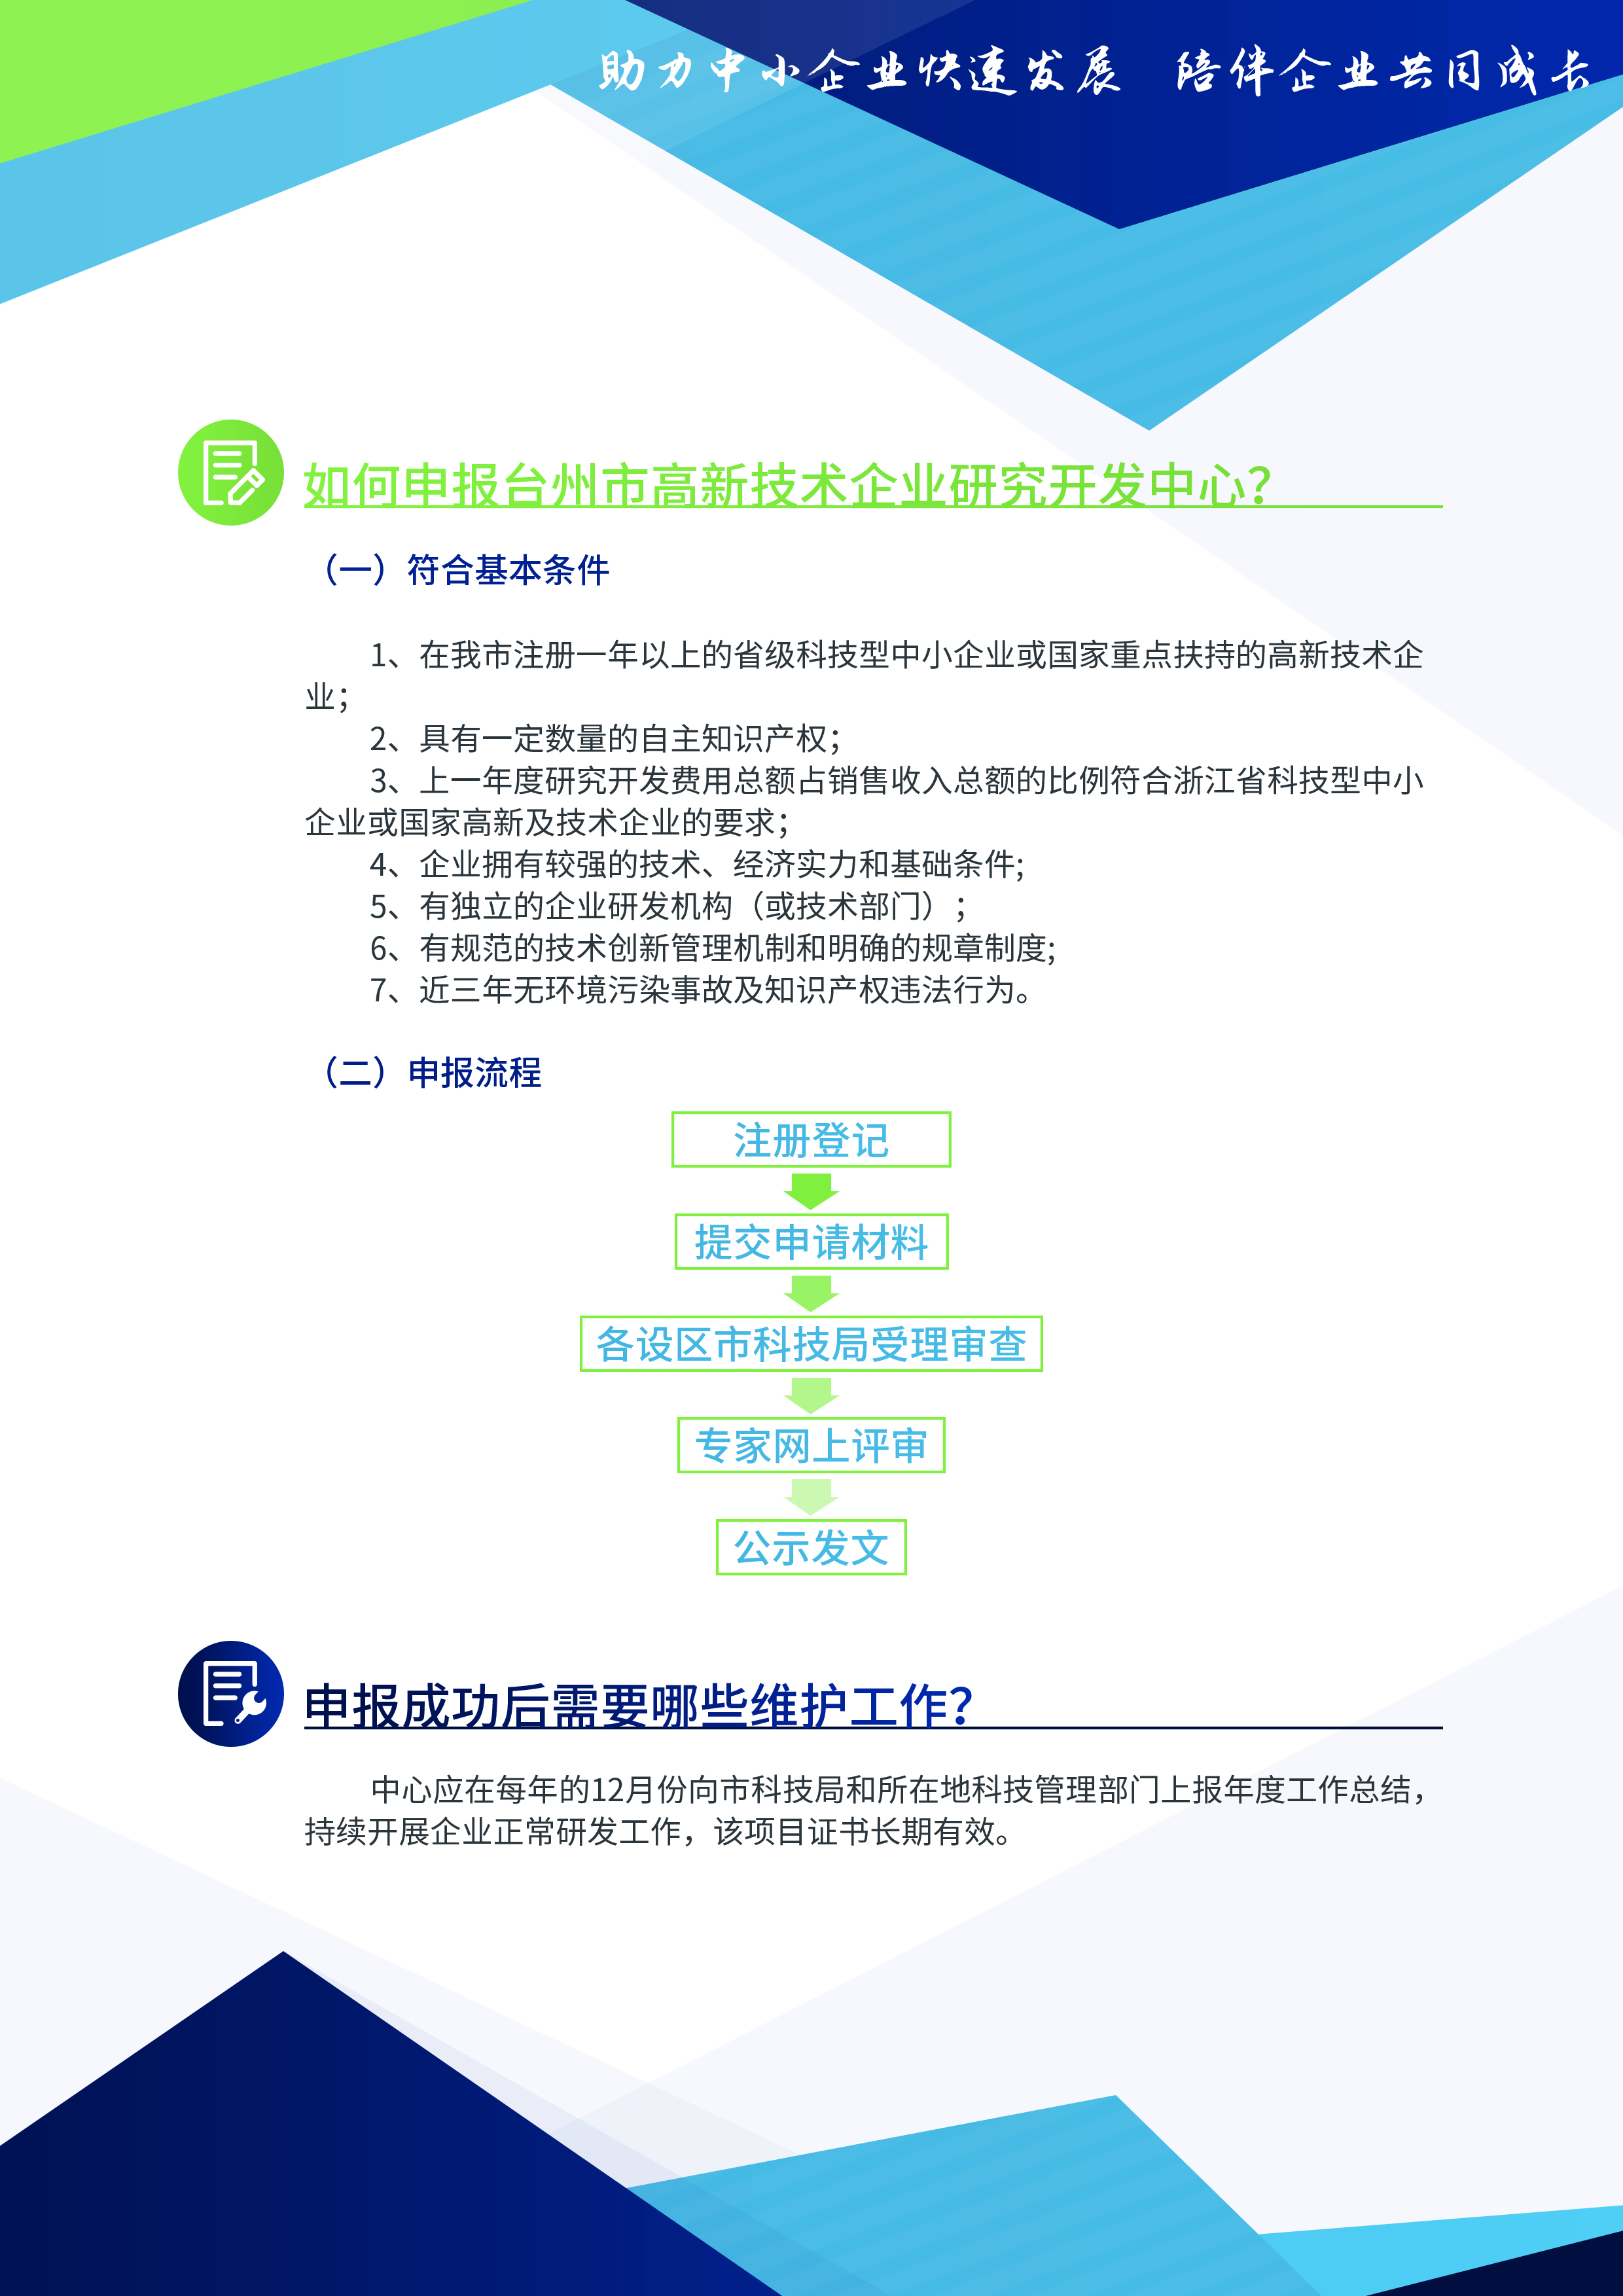 助力中小企业快速发展 陪伴企业共同成长
如何申报台州市高新技术企业研究开发中心？
（一）符合基本条件
1、在我市注册一年以上的省级科技型中小企业或国家重点扶持的高新技术企
业；
2、具有一定数量的自主知识产权；
3、上一年度研究开发费用总额占销售收入总额的比例符合浙江省科技型中小
企业或国家高新及技术企业的要求；
4、企业拥有较强的技术、经济实力和基础条件;
5、有独立的企业研发机构（或技术部门）；
6、有规范的技术创新管理机制和明确的规章制度;
7、近三年无环境污染事故及知识产权违法行为。
（二）申报流程
注册登记
提交申请材料
各设区市科技局受理审查
专家网上评审
公示发文
申报成功后需要哪些维护工作？
中心应在每年的12月份向市科技局和所在地科技管理部门上报年度工作总结，
持续开展企业正常研发工作，该项目证书长期有效。